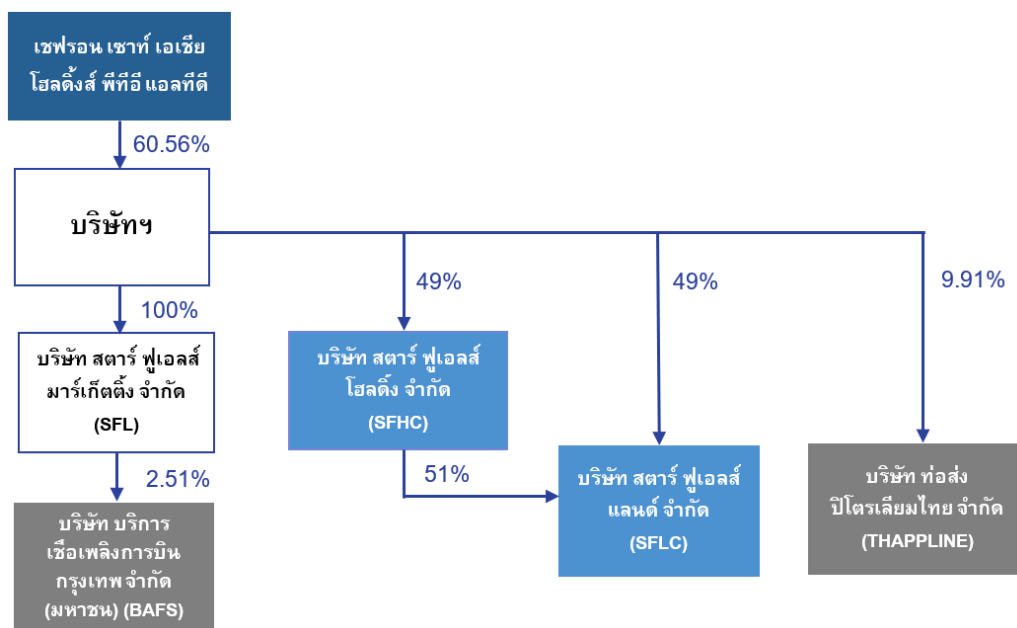 เชฟรอน เซาท์ เอเชีย
โฮลดิ้งส์ พีทีอี แอลทีดี
60.56%
บริษัทฯ
49%
49%
9.91%
100%
บริษัท สตาร์ ฟูเอลส์
มาร์เก็ตติ้ง จำกัด
(SFL)
บริษัท สตาร์ ฟูเอลส์
โฮลดิ้ง จำกัด
(SFHC)
2.51%
51%
บริษัท สตาร์ ฟูเอลส์
แลนด์ จำกัด
(SFLC)
บริษัท ท่อส่ง
ปิโตรเลียมไทย จำกัด
(THAPPLINE)
บริษัท บริการ
เชื้อเพลิงการบิน
กรุงเทพ จำกัด
(มหาชน) (BAFS)